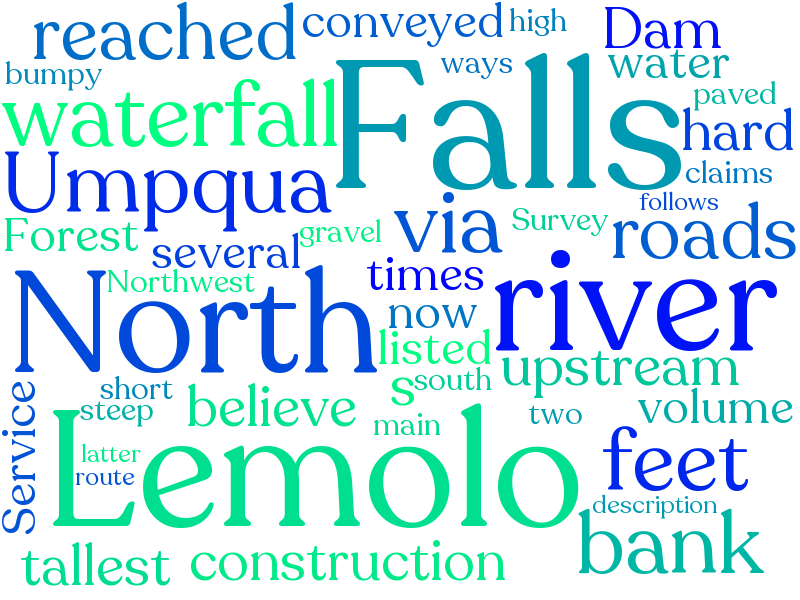 reached
conveyed
high
Dam
bumpy
ways
water
waterfall
Falls
paved
hard
Umpqua
claims
follows
Forest
several
gravel
via
Survey
roads
Northwest
times
North
now
river
listed
Service
short
steep
believe
s
south
upstream
main
two
volume
latter
route
Lemolo
feet
description
tallest
construction
bank